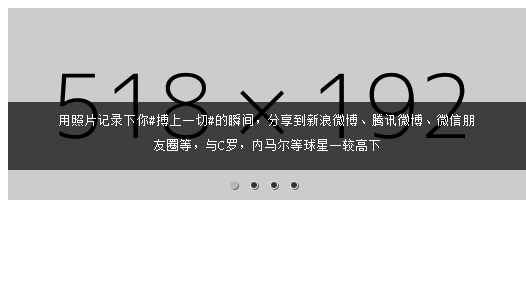 518 × 192
用照片记录下你#搏上一切#的瞬间，分享到新浪微博、腾讯微博、微信朋
友圈等，与C罗，内马尔等球星一较高下